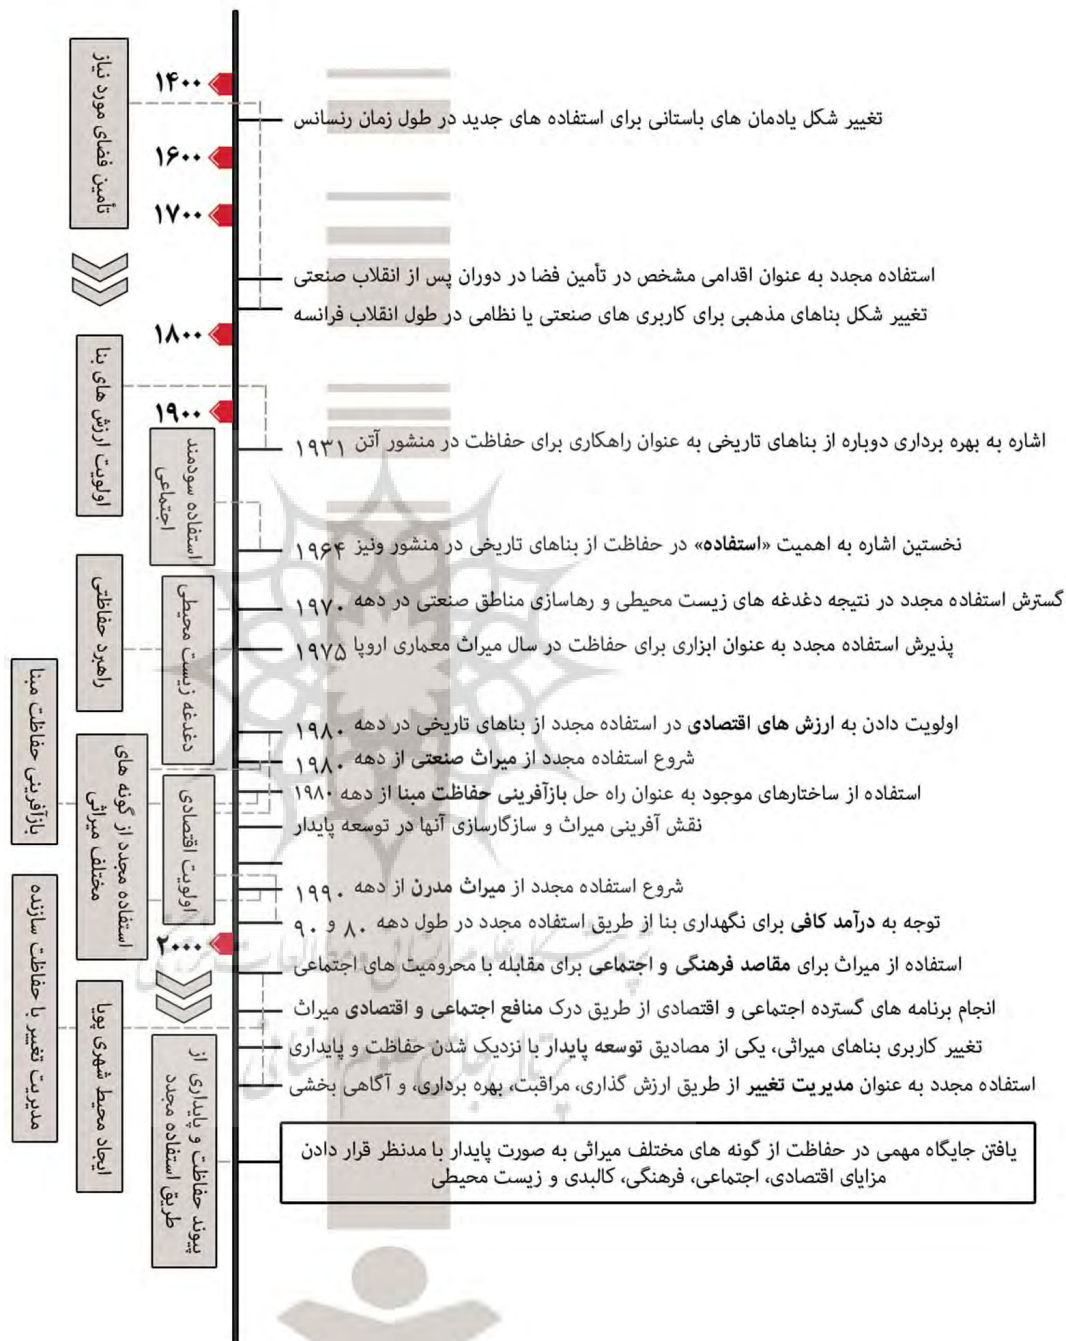 ۱۴۰۰
تغییر شکل یادمان های باستانی برای استفاده های جدید در طول زمان رنسانس
۱۶۰۰
۱۷۰۰
تأمین فضای مورد نیاز
استفاده مجدد به عنوان اقدامی مشخص در تأمین فضا در دوران پس از انقلاب صنعتی
تغییر شکل بناهای مذهبی برای کاربری های صنعتی یا نظامی در طول انقلاب فرانسه
۱۸۰۰
۱۹۰۰
اولویت ارزش های بنا
اشاره به بهره برداری دوباره از بناهای تاریخی به عنوان راهکاری برای حفاظت در منشور آتن ۱۹۳۱
استفاده سودمند
اجتماعی
نخستین اشاره به اهمیت «استفاده» در حفاظت از بناهای تاریخی در منشور ونیز ۱۹۶۴
گسترش استفاده مجدد در نتیجه دغدغه های زیست محیطی و رهاسازی مناطق صنعتی در دهه ۱۹۷۰
پذیرش استفاده مجدد به عنوان ابزاری برای حفاظت در سال میراث معماری اروپا ۱۹۷۵
راهبرد حفاظتی
دغدغه زیست محیطی
اولویت دادن به ارزش های اقتصادی در استفاده مجدد از بناهای تاریخی در دهه ۱۹۸۰
شروع استفاده مجدد از میراث صنعتی از دهه ۱۹۸۰
استفاده از ساختارهای موجود به عنوان راه حل بازآفرینی حفاظت مبنا از دهه ۱۹۸۰
نقش آفرینی میراث و سازگارسازی آنها در توسعه پایدار
بازآفرینی حفاظت مبنا
استفاده مجدد از گونه های
مختلف میراثی
اولویت اقتصادی
شروع استفاده مجدد از میراث مدرن از دهه ۱۹۹۰
توجه به درآمد کافی برای نگهداری بنا از طریق استفاده مجدد در طول دهه ۸۰ و ۹۰
۲۰۰۰
استفاده از میراث برای مقاصد فرهنگی و اجتماعی برای مقابله با محرومیت های اجتماعی
انجام برنامه های گسترده اجتماعی و اقتصادی از طریق درک منافع اجتماعی و اقتصادی میراث
تغییر کاربری بناهای میراثی، یکی از مصادیق توسعه پایدار با نزدیک شدن حفاظت و پایداری
استفاده مجدد به عنوان مدیریت تغییر از طریق ارزش گذاری، مراقبت، بهره برداری، و آگاهی بخشی
مدیریت تغییر با حفاظت سازنده
ایجاد محیط شهری پویا
پیوند حفاظت و پایداری از
طریق استفاده مجدد
یافتن جایگاه مهمی در حفاظت از گونه های مختلف میراثی به صورت پایدار با مدنظر قرار دادن
مزایای اقتصادی، اجتماعی، فرهنگی، کالبدی و زیست محیطی
پژوهشگاه علوم انسانی و مطالعات فرهنگی
پرتال جامع علوم انسانی